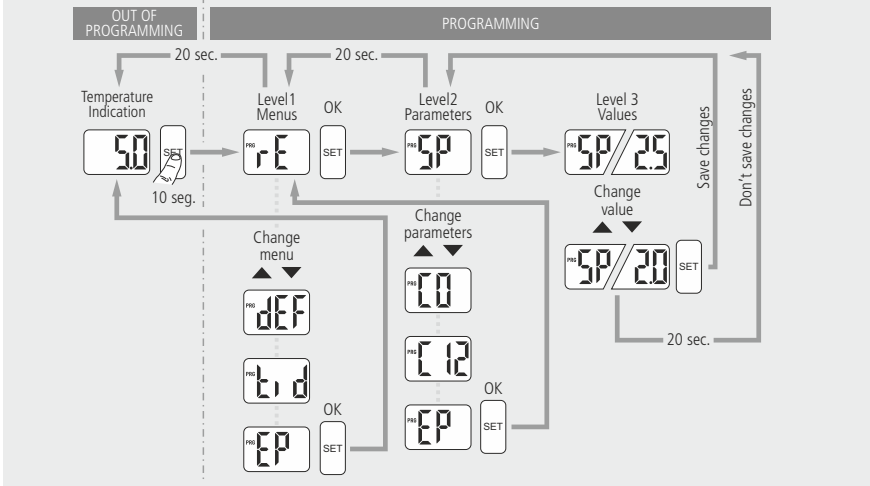 OUT OF
PROGRAMMING
PROGRAMMING
20 sec.
20 sec.
Temperature
Indication
5.0
SET
10 seg.
Level1
Menus
OK
PRG
rE
SET
Level2
Parameters
OK
PRG
SP
SET
Level 3
Values
PRG
SP/2.5
Change
value
PRG
SP/2.0
SET
Save changes
Don't save changes
20 sec.
Change
menu
PRG
dEF
PRG
tid
OK
PRG
EP
SET
Change
parameters
PRG
C0
PRG
C12
OK
PRG
EP
SET